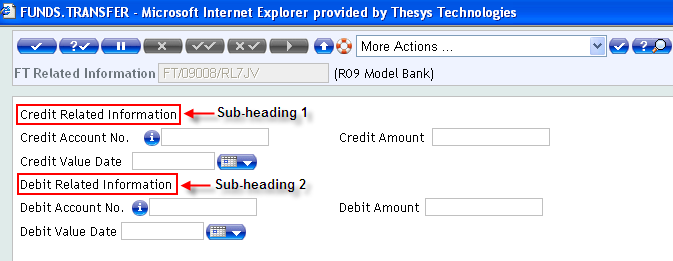 FUNDS.TRANSFER - Microsoft Internet Explorer provided by Thesys Technologies
More Actions ...
FT Related Information FT/09008/RL7JV (R09 Model Bank)
Credit Related Information Sub-heading 1
Credit Account No. Credit Amount
Credit Value Date
Debit Related Information Sub-heading 2
Debit Account No. Debit Amount
Debit Value Date